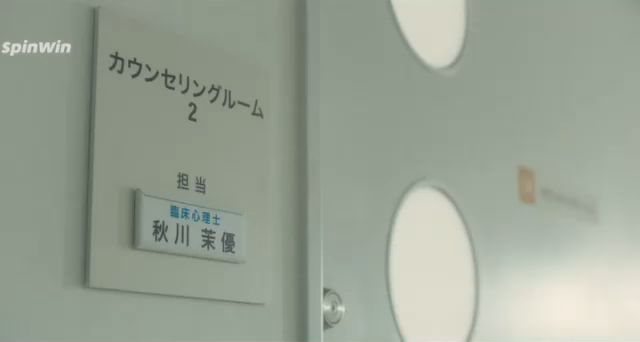 spinwin
カウンセリングルーム
2
担当
臨床心理士
秋川 茉優